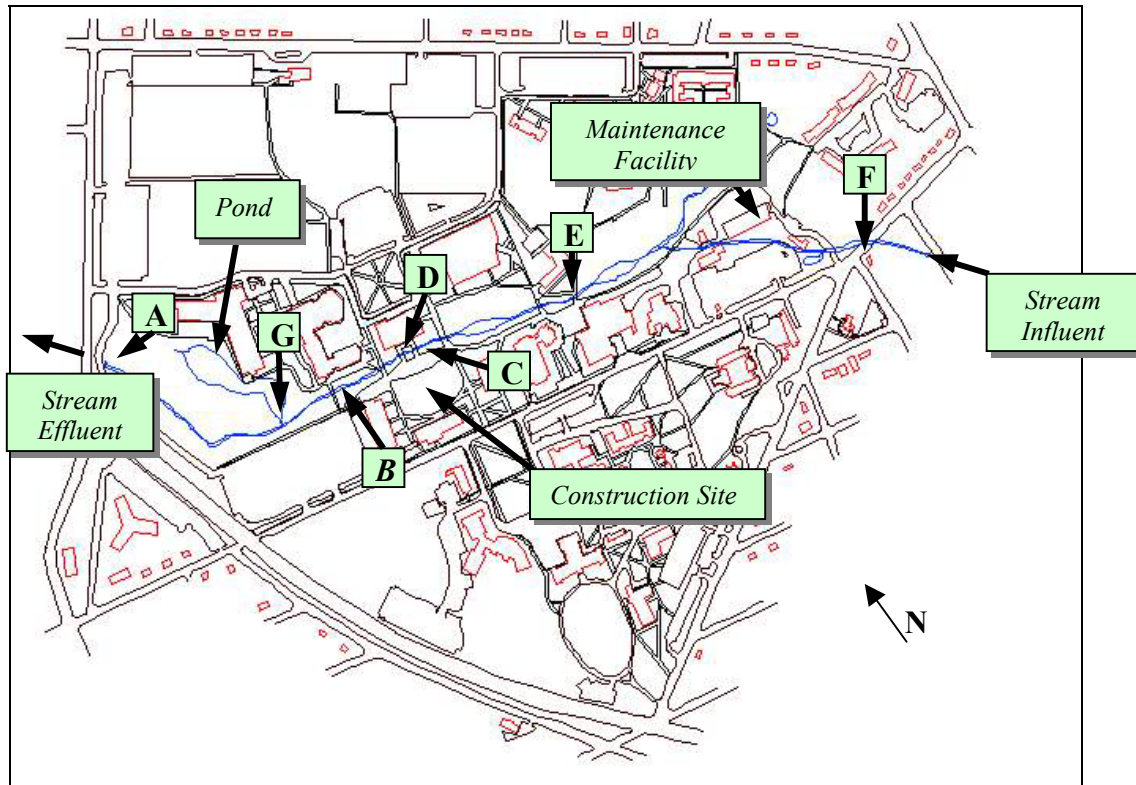 Maintenance
Facility
F
Pond
E
D
A
G
Stream
Influent
C
Stream
Effluent
B
Construction Site
N